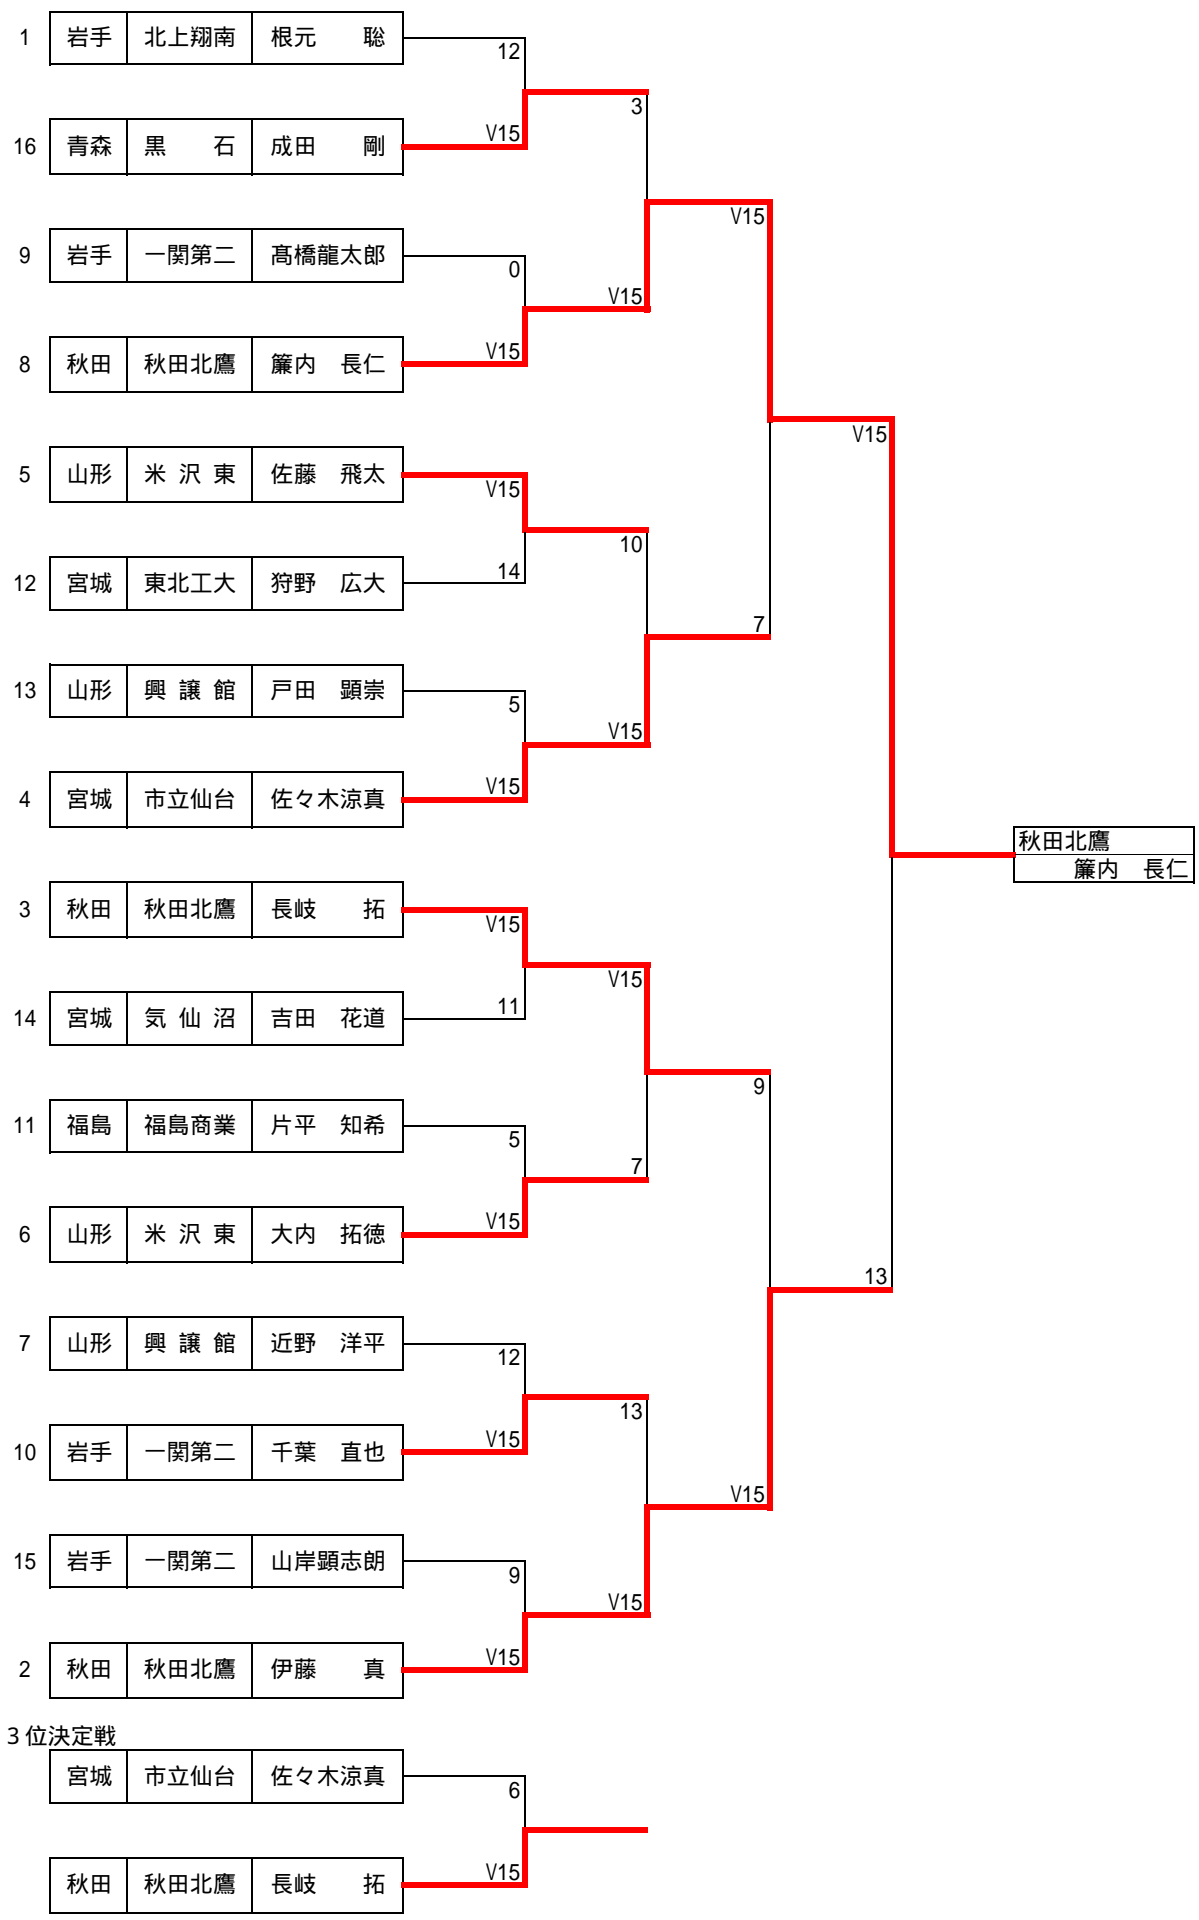 1 岩手 北上翔南 根元 聡
12
3
V15
16 青森 黒 石 成田 剛
V15
9 岩手 一関第二 髙橋龍太郎
0
V15
8 秋田 秋田北鷹 簾内 長仁
V15
V15
5 山形 米沢東 佐藤 飛太
V15
10
12 宮城 東北工大 狩野 広大
14
7
13 山形 興譲館 戸田 顕崇
5
V15
4 宮城 市立仙台 佐々木涼真
V15
秋田北鷹
簾内 長仁
3 秋田 秋田北鷹 長岐 拓
V15
V15
14 宮城 気仙沼 吉田 花道
11
9
11 福島 福島商業 片平 知希
5
7
6 山形 米沢東 大内 拓徳
V15
13
7 山形 興譲館 近野 洋平
12
13
10 岩手 一関第二 千葉 直也
V15
V15
15 岩手 一関第二 山岸顕志朗
9
V15
2 秋田 秋田北鷹 伊藤 真
V15
３位決定戦
宮城 市立仙台 佐々木涼真
6
秋田 秋田北鷹 長岐 拓
V15